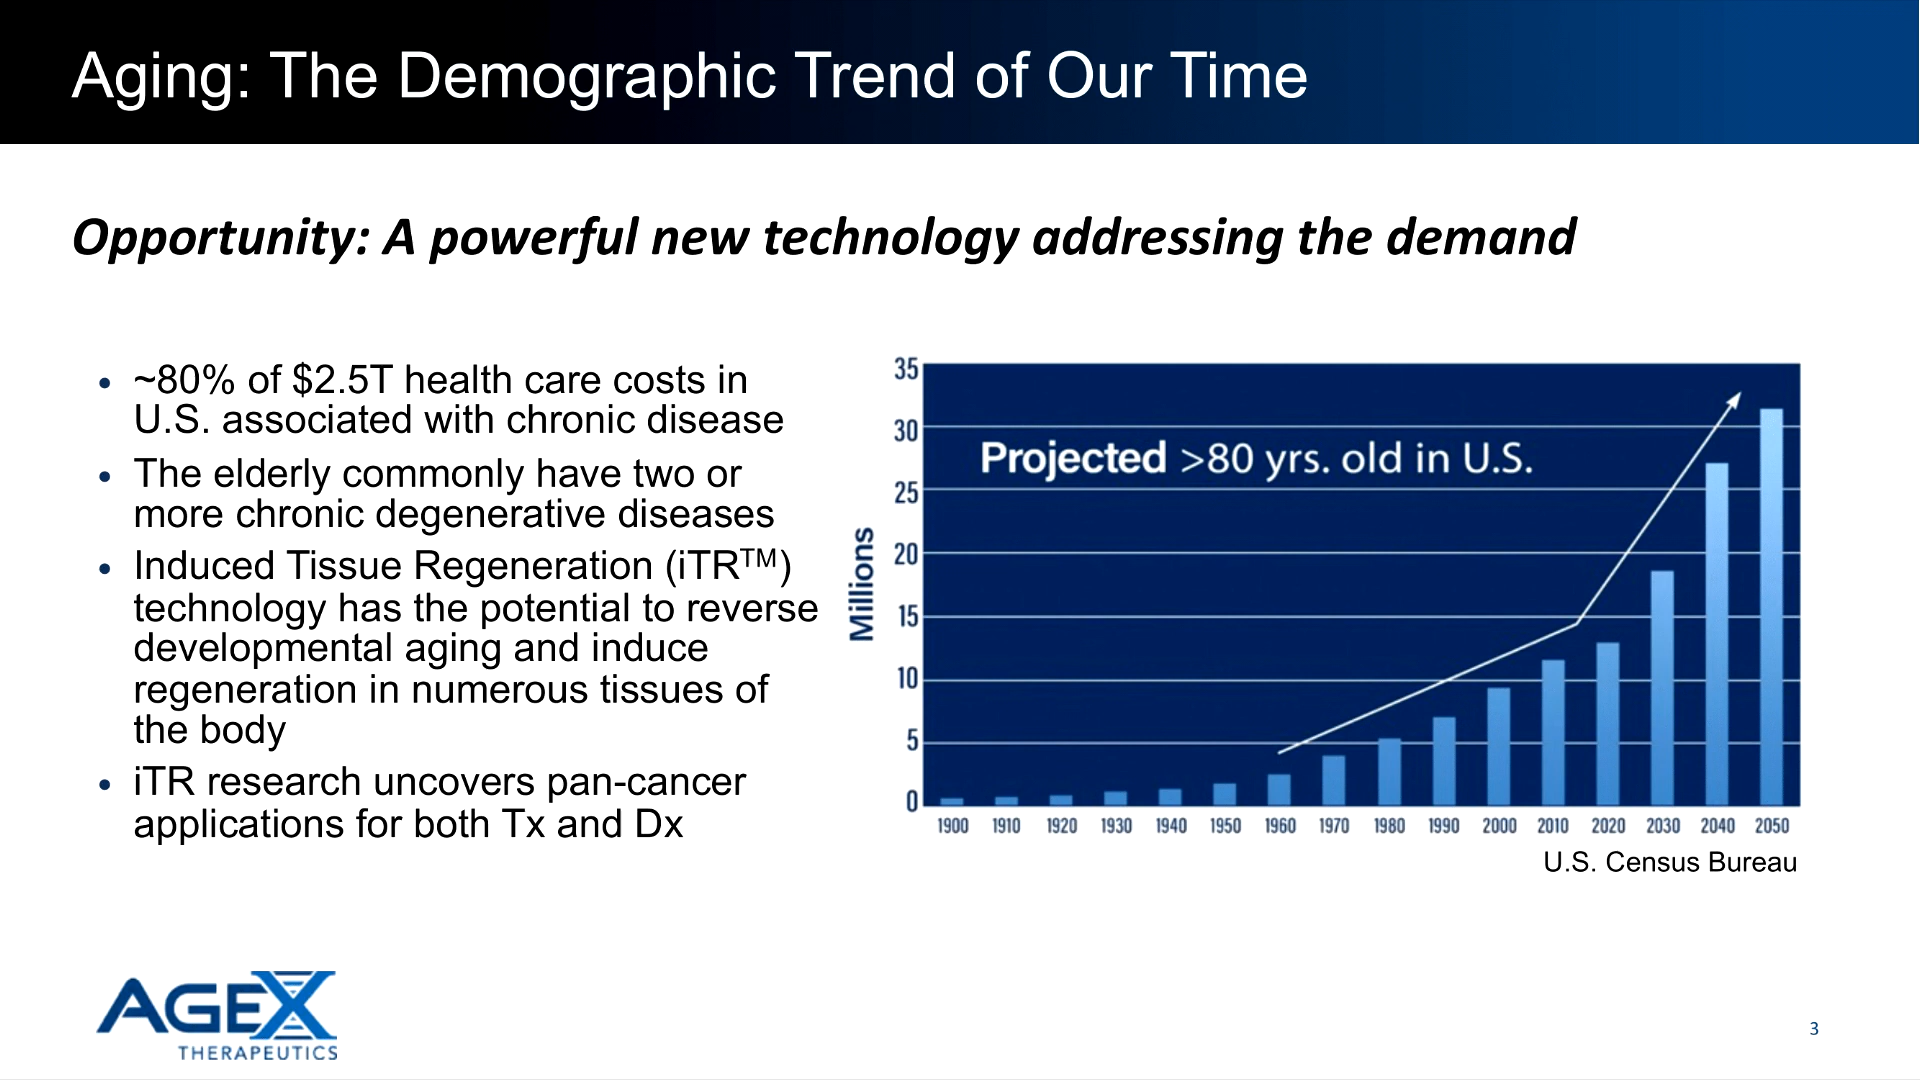 Aging: The Demographic Trend of Our Time
Opportunity: A powerful new technology addressing the demand
• ~80% of $2.5T health care costs in
U.S. associated with chronic disease
• The elderly commonly have two or
more chronic degenerative diseases
• Induced Tissue Regeneration (iTR™)
technology has the potential to reverse
developmental aging and induce
regeneration in numerous tissues of
the body
• iTR research uncovers pan-cancer
applications for both Tx and Dx
Projected >80 yrs. old in U.S.
Millions
35
30
25
20
15
10
5
0
1900 1910 1920 1930 1940 1950 1960 1970 1980 1990 2000 2010 2020 2030 2040 2050
U.S. Census Bureau
AGEX
THERAPEUTICS
3